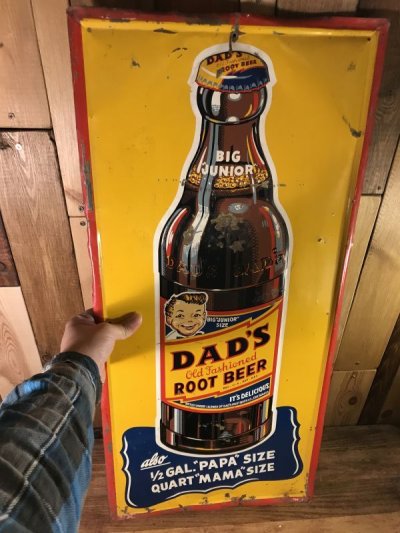 DAD'S
ROOT BEER
BIG
JUNIOR
DAD'S
BIG "JUNIOR"
SIZE
DAD'S
Old Fashioned
ROOT BEER
IT'S DELICIOUS
also
1/2 GAL. "PAPA" SIZE
QUART "MAMA" SIZE